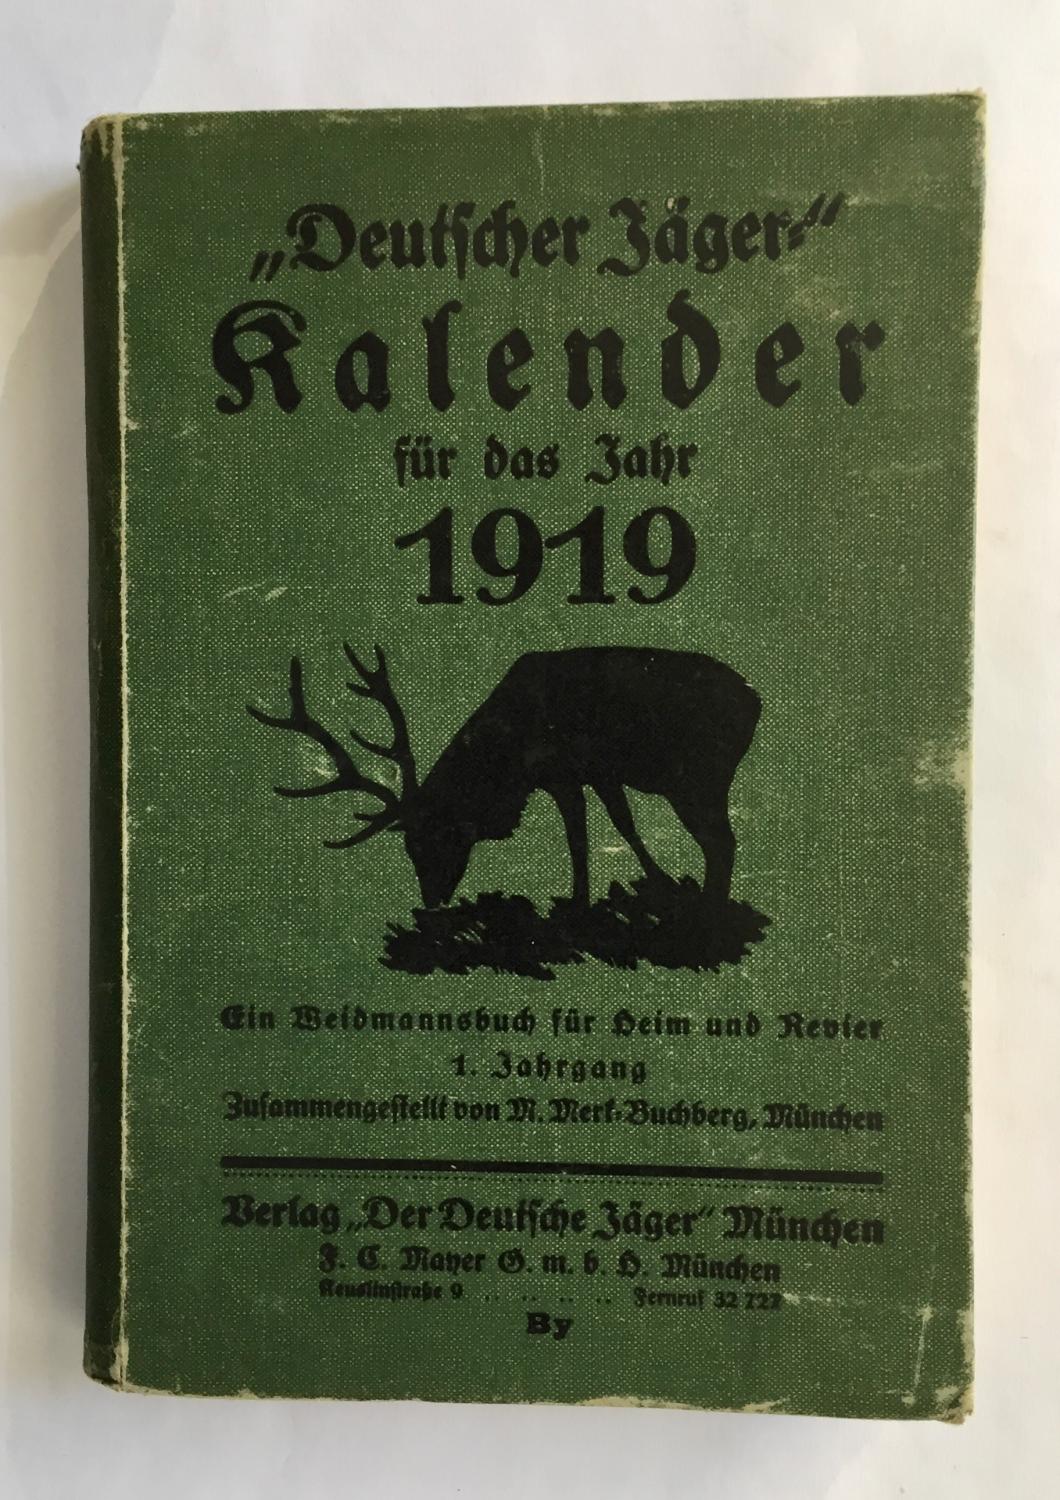 „Deutscher Jäger-“
Kalender
für das Jahr
1919
Ein Weidmannsbuch für Heim und Revier
1. Jahrgang
Zusammengestellt von M. Merk-Buchberg, München
Verlag „Der Deutsche Jäger“ München
F. C. Mayer G. m. b. H. München
9 .. .. .. .. Fernruf 32 722
By